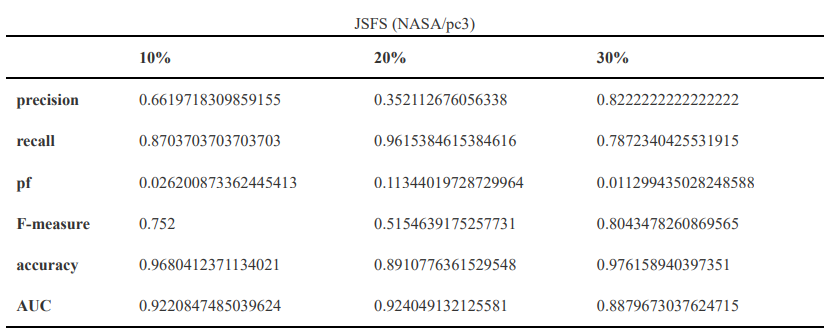 JSFS (NASA/pc3)
10% 20% 30%
precision 0.6619718309859155 0.352112676056338 0.8222222222222222
recall 0.8703703703703703 0.9615384615384616 0.7872340425531915
pf 0.026200873362445413 0.11344019728729964 0.011299435028248588
F-measure 0.752 0.5154639175257731 0.8043478260869565
accuracy 0.9680412371134021 0.8910776361529548 0.976158940397351
AUC 0.9220847485039624 0.924049132125581 0.8879673037624715